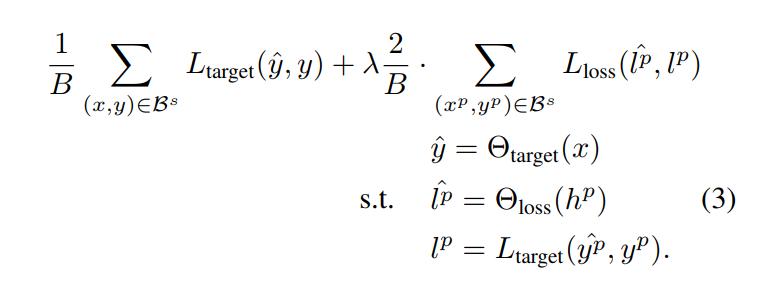 1/B ∑_{(x,y)∈ℬ^s} L_target(ŷ, y) + λ 2/B · ∑_{(x^p,y^p)∈ℬ^s} L_loss(l̂^p, l^p)
ŷ = Θ_target(x)
s.t. l̂^p = Θ_loss(h^p) (3)
l^p = L_target(ŷ^p, y^p).